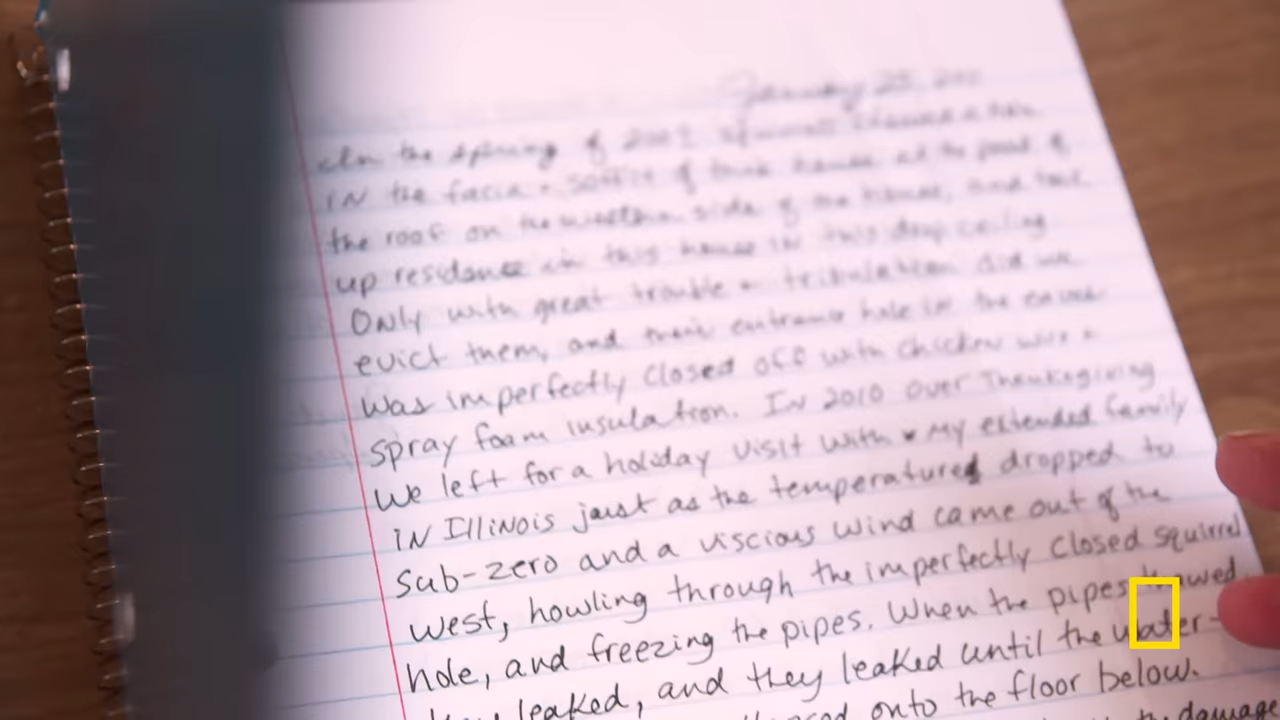 January 25,
In the spring of 2002 squirrels chewed a hole
IN the facia + soffit of this house at the peak of
the roof on the western side of the house, and took
up residence in this house IN this drop ceiling
ONly with great trouble + tribulation did we
evict them, and their entrance hole in the eaves
was imperfectly closed off with chicken wire +
spray foam insulation. IN 2010 over Thanksgiving
We left for a holiday visit with my extended family
iN IlliNois just as the temperatured dropped to
Sub-zero and a viscious wind came out of the
west, howling through the imperfectly closed squirrel
hole, and freezing the pipes. When the pipes thawed
they leaked, and they leaked until the water-
onto the floor below.
damage